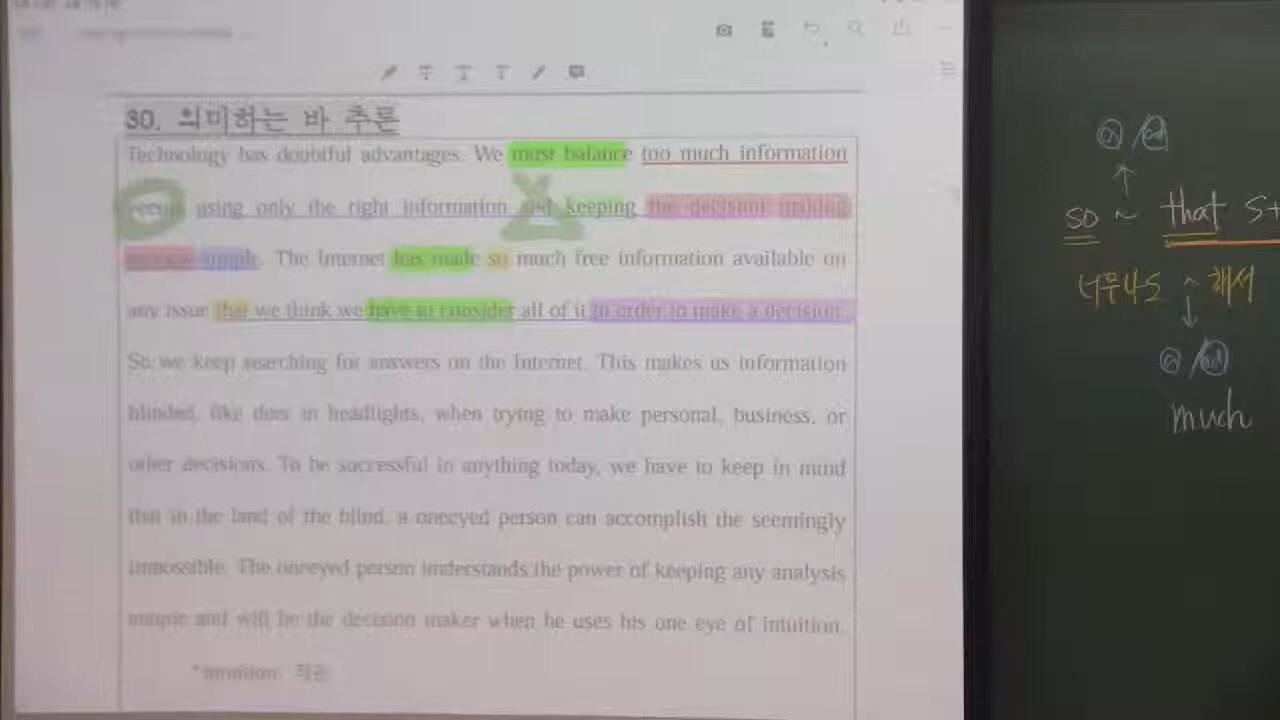 30. 의미하는 바 추론
Technology has doubtful advantages. We must balance too much information
versus using only the right information and keeping the decision making
process simple. The Internet has made so much free information available on
any issue that we think we have to consider all of it in order to make a decision.
So we keep searching for answers on the Internet. This makes us information
blinded, like deer in headlights, when trying to make personal, business, or
other decisions. To be successful in anything today, we have to keep in mind
that in the land of the blind, a oneeyed person can accomplish the seemingly
impossible. The oneeyed person understands the power of keeping any analysis
simple and will be the decision maker when he uses his one eye of intuition.
*intuition: 직관
so ~ that S+
너무나도 ~ 해서
much